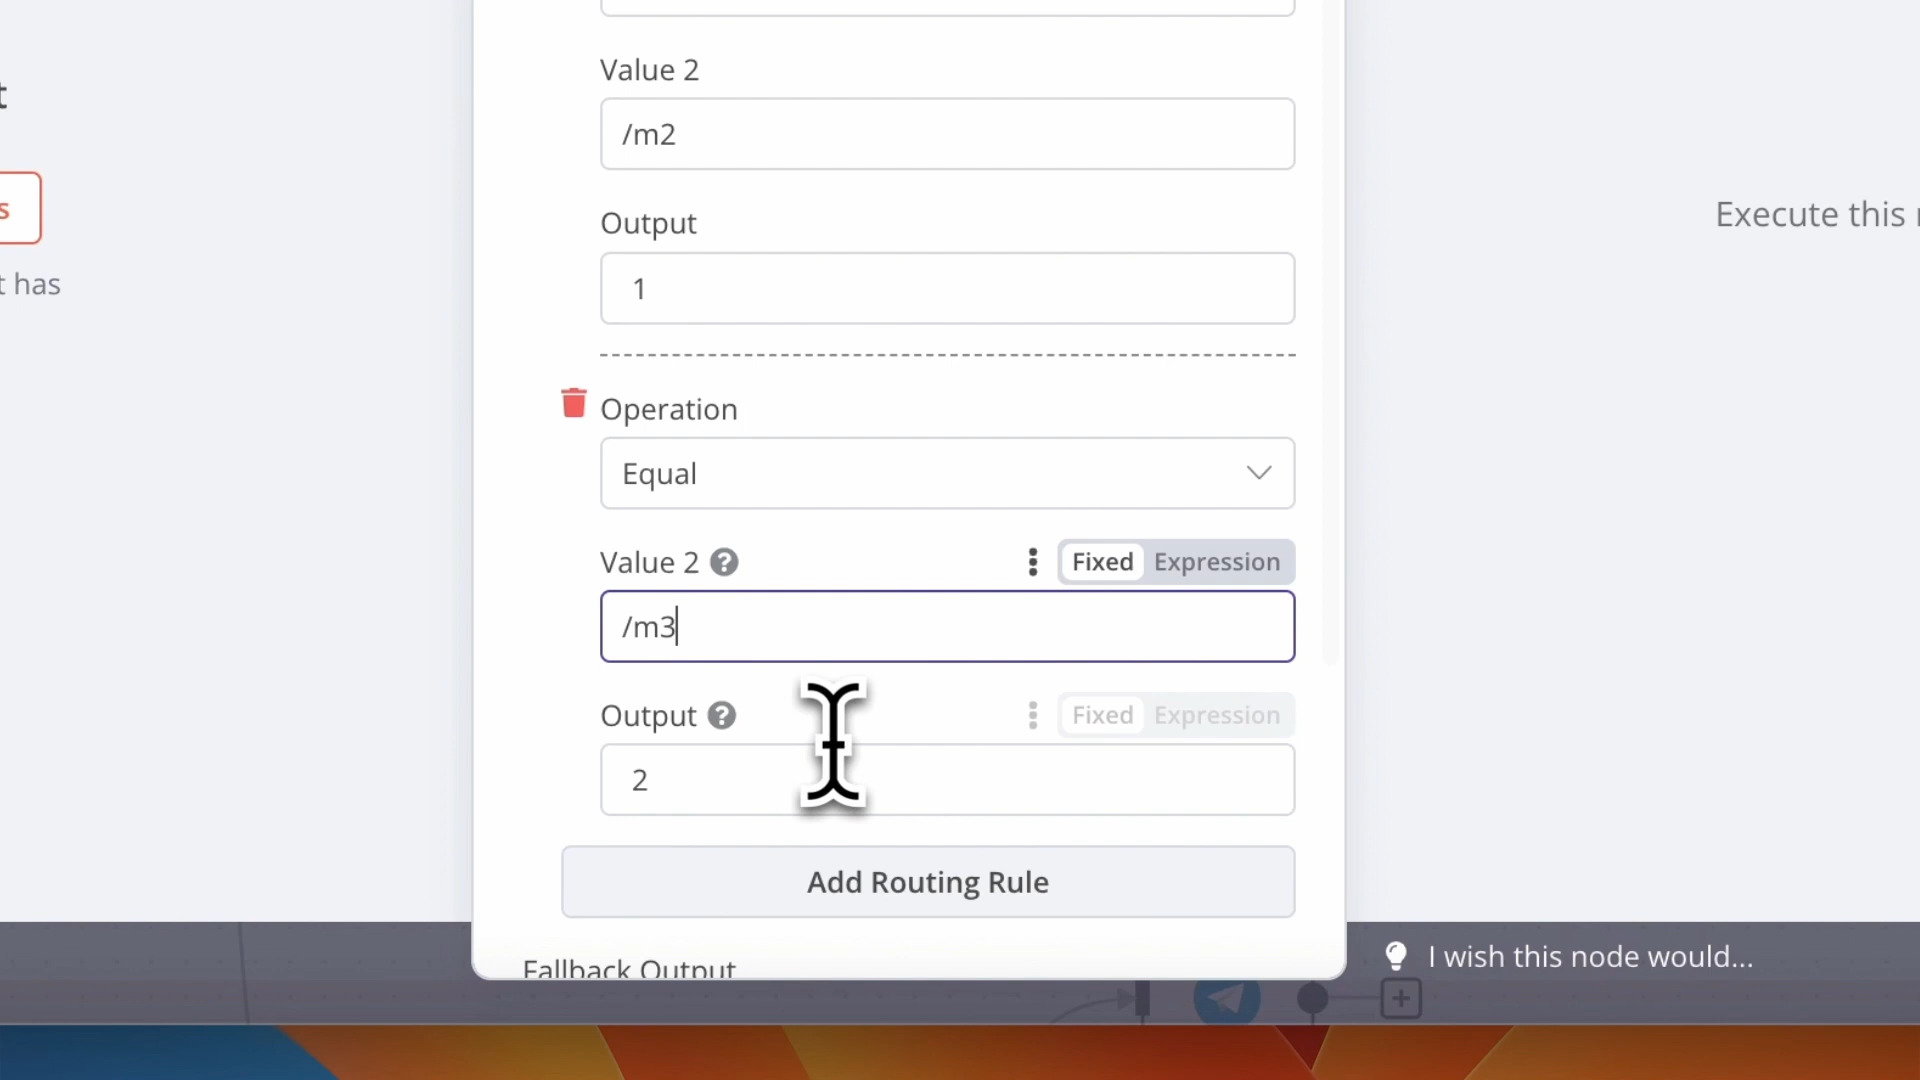 Value 2
/m2
Output
Execute this
1
t has
Operation
Equal
Value 2
Fixed Expression
/m3
Output
Fixed Expression
2
Add Routing Rule
Fallback Output
I wish this node would...